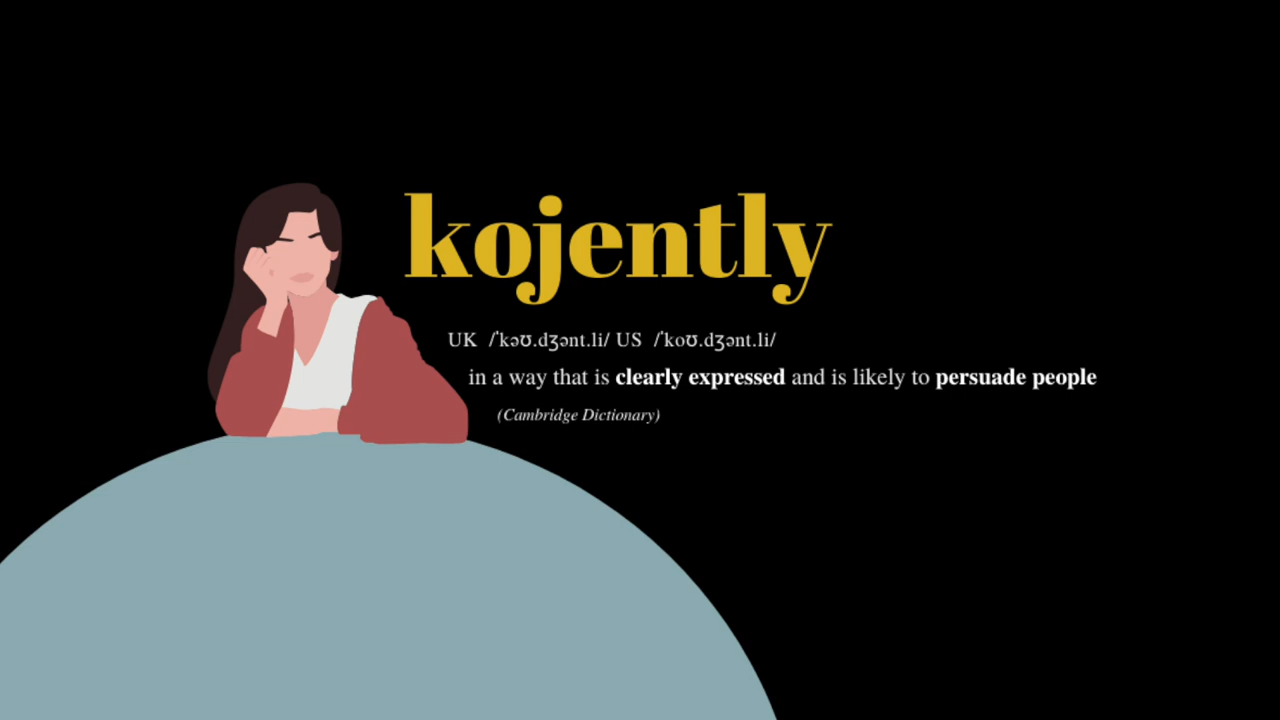 kojently
UK /ˈkəʊ.dʒənt.li/ US /ˈkoʊ.dʒənt.li/
in a way that is clearly expressed and is likely to persuade people
(Cambridge Dictionary)